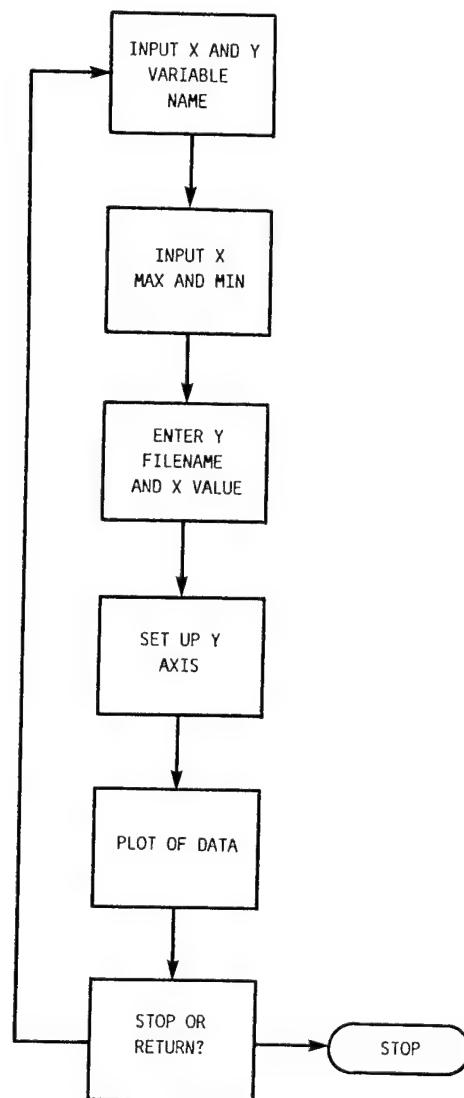 INPUT X AND Y
VARIABLE
NAME
INPUT X
MAX AND MIN
ENTER Y
FILENAME
AND X VALUE
SET UP Y
AXIS
PLOT OF DATA
STOP OR
RETURN?
STOP